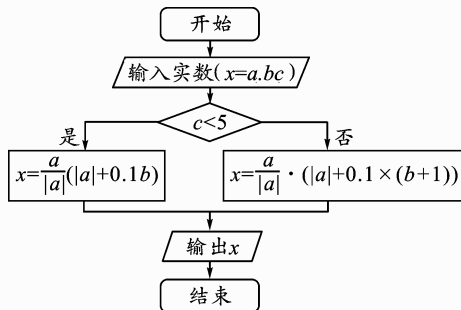 开始
输入实数(x=a.bc)
c<5
是
否
x=a/|a|(|a|+0.1b)
x=a/|a|·(|a|+0.1×(b+1))
输出x
结束